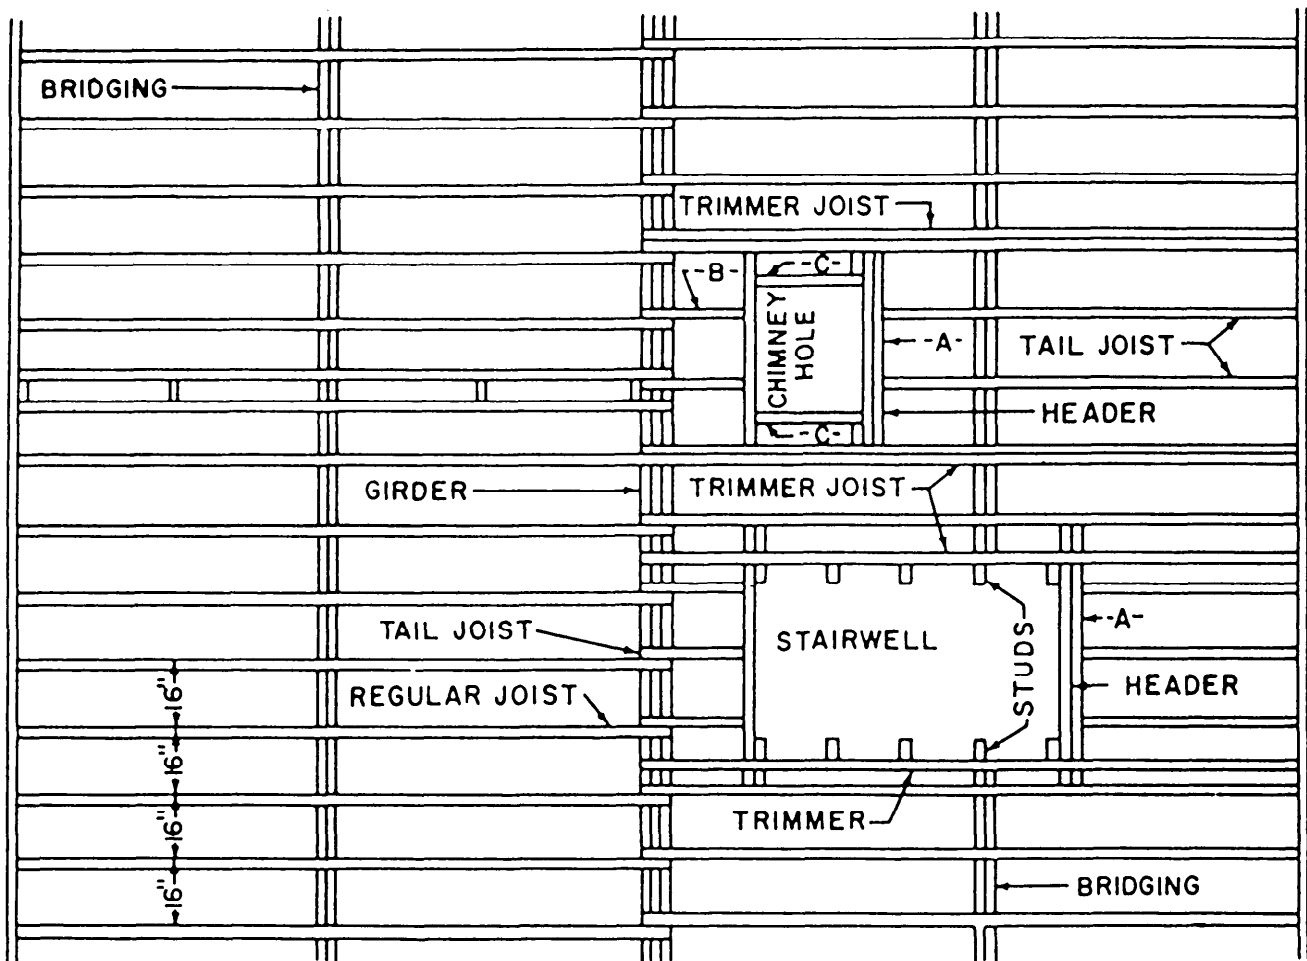 BRIDGING
TRIMMER JOIST
-B-
-C-
CHIMNEY
HOLE
-A-
TAIL JOIST
HEADER
-C-
GIRDER
TRIMMER JOIST
TAIL JOIST
STAIRWELL
STUDS
-A-
HEADER
REGULAR JOIST
16"
16"
16"
16"
TRIMMER
BRIDGING